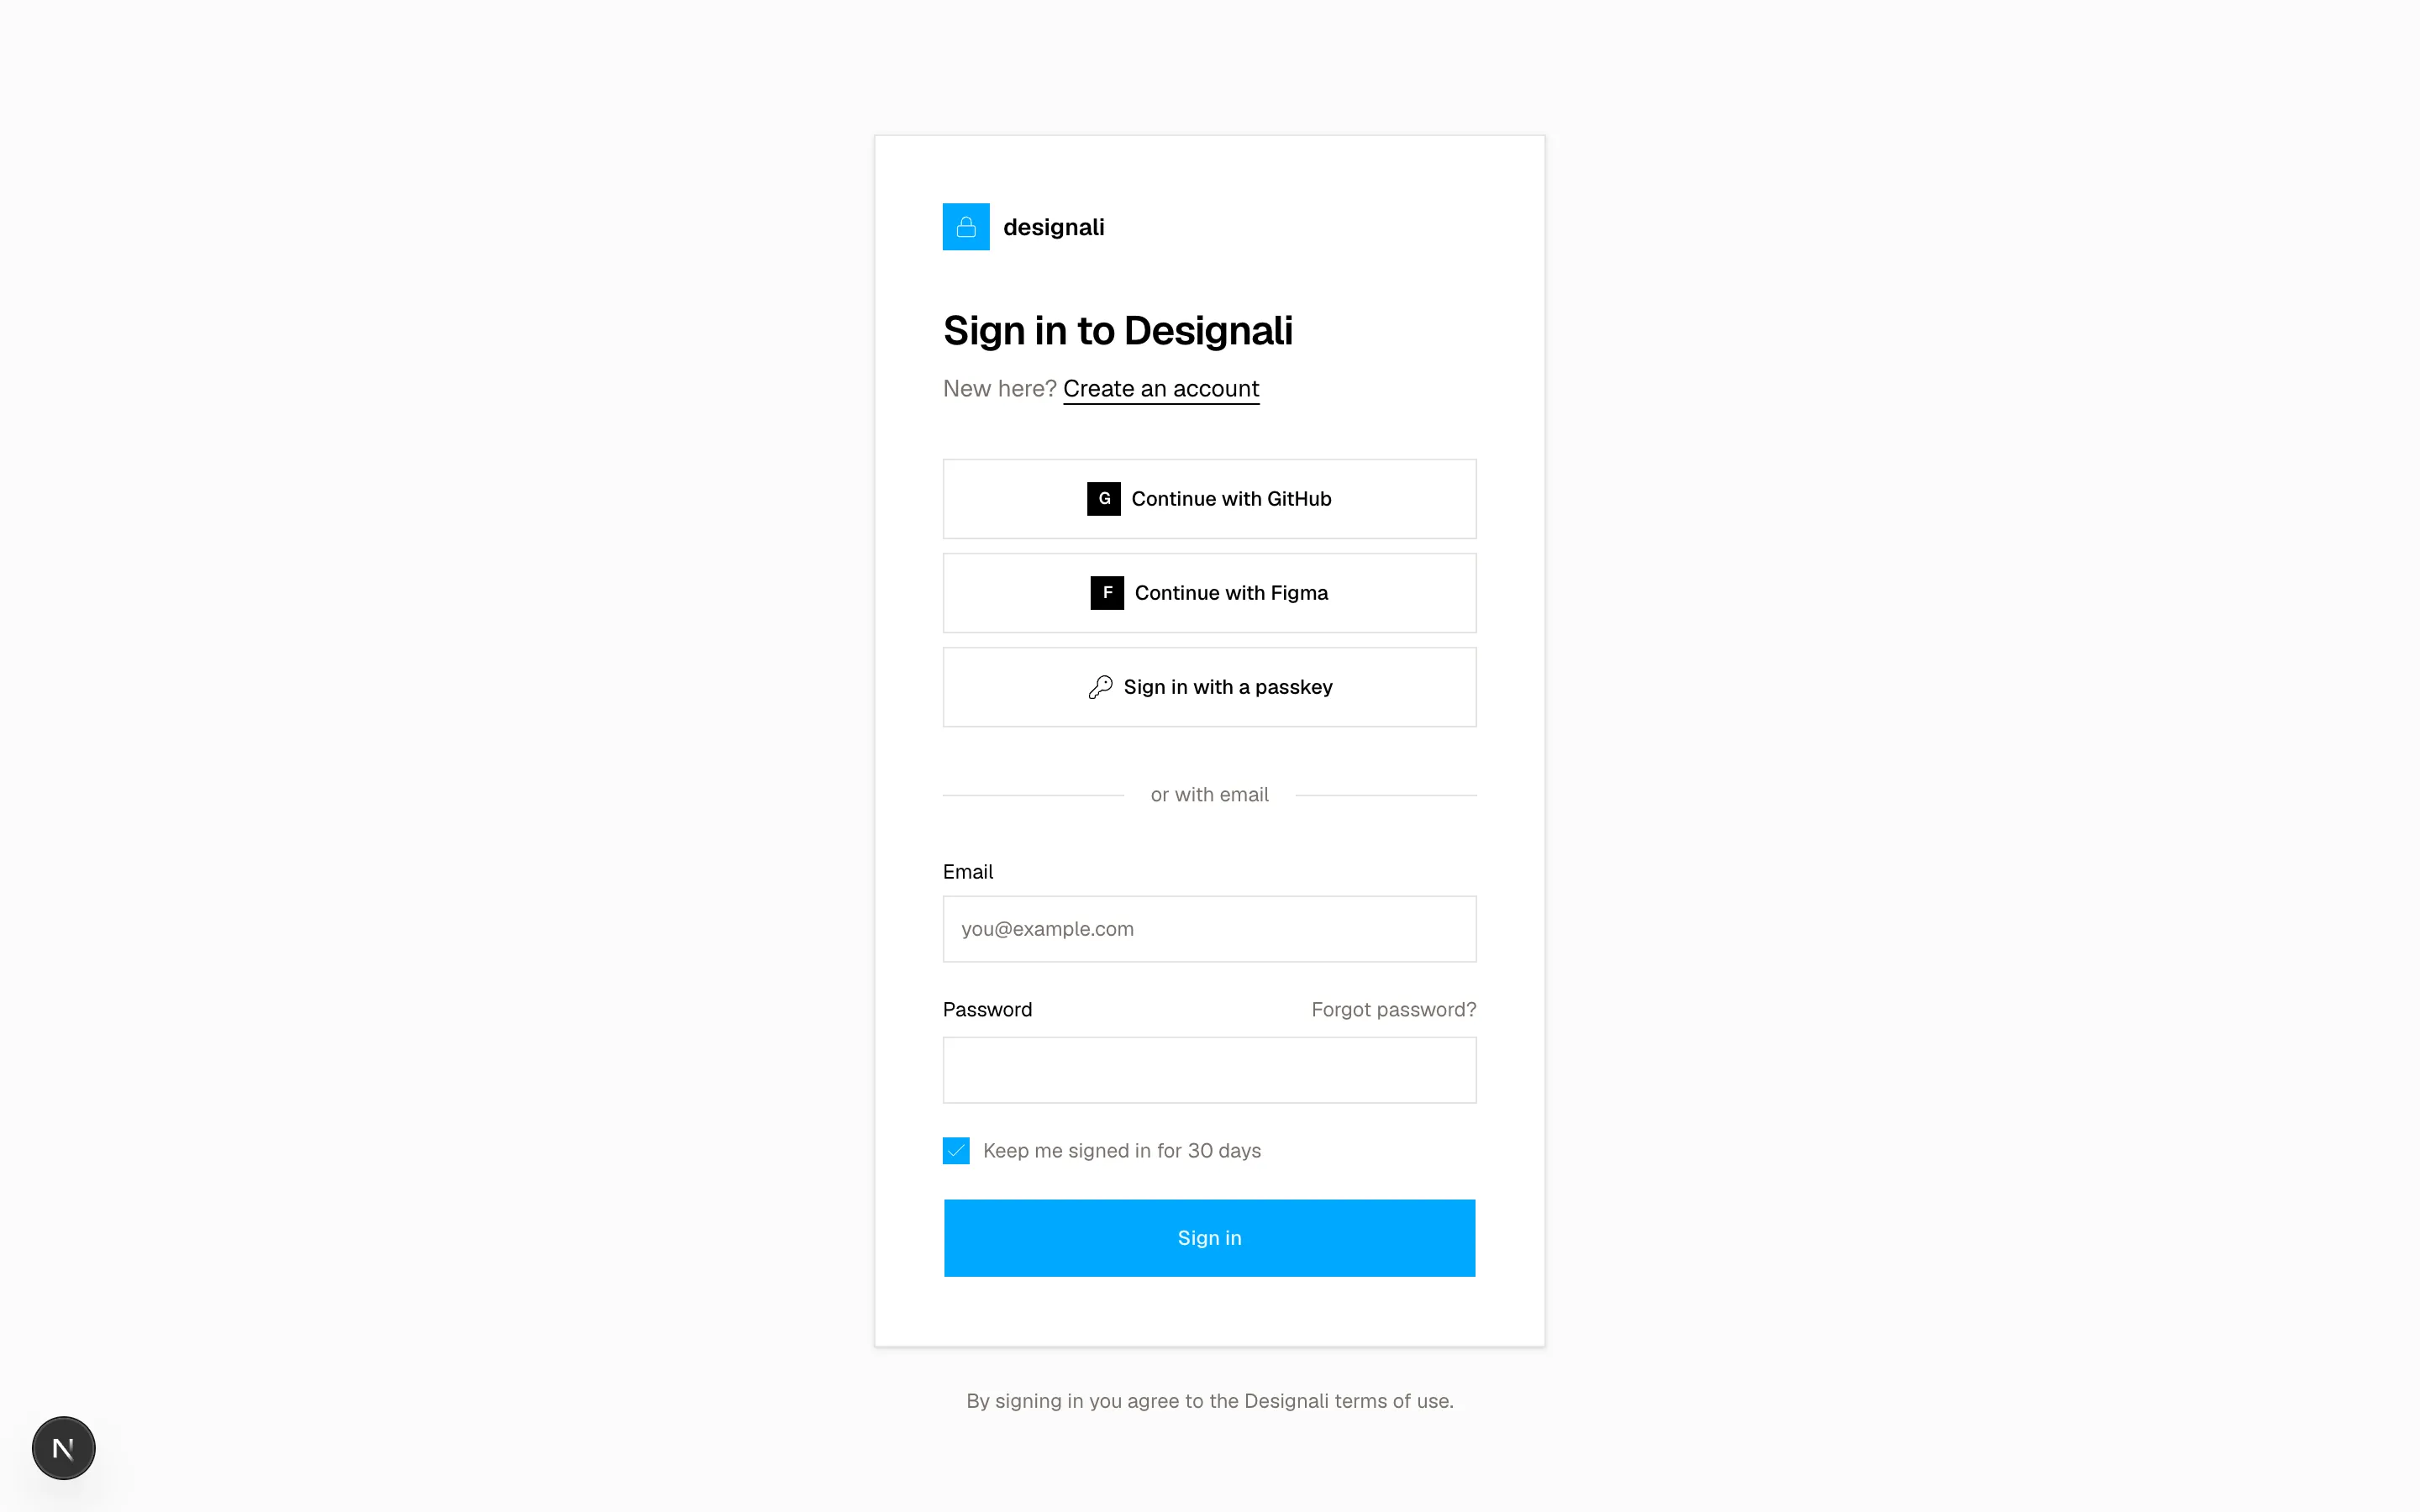 designali
Sign in to Designali
New here? Create an account
G Continue with GitHub
F Continue with Figma
Sign in with a passkey
or with email
Email
you@example.com
Password Forgot password?
Keep me signed in for 30 days
Sign in
By signing in you agree to the Designali terms of use.
N